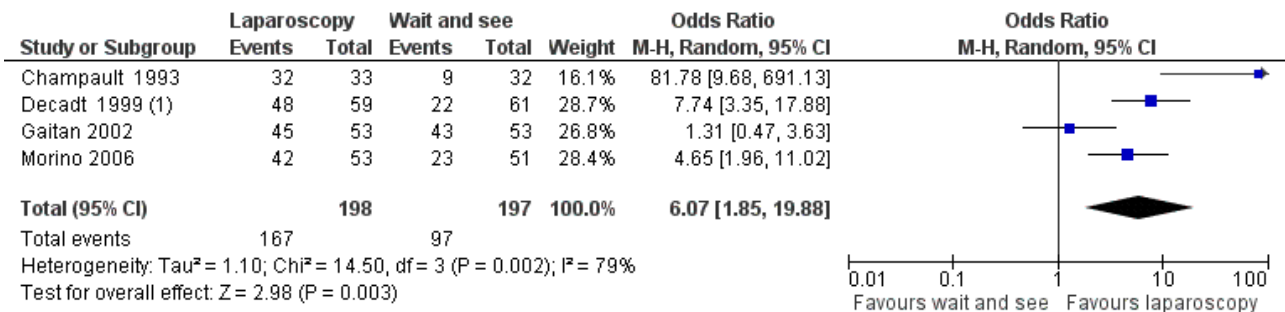 Laparoscopy Wait and see Odds Ratio Odds Ratio
Study or Subgroup Events Total Events Total Weight M-H, Random, 95% CI M-H, Random, 95% CI
Champault 1993 32 33 9 32 16.1% 81.78 [9.68, 691.13]
Decadt 1999 (1) 48 59 22 61 28.7% 7.74 [3.35, 17.88]
Gaitan 2002 45 53 43 53 26.8% 1.31 [0.47, 3.63]
Morino 2006 42 53 23 51 28.4% 4.65 [1.96, 11.02]
Total (95% CI) 198 197 100.0% 6.07 [1.85, 19.88]
Total events 167 97
Heterogeneity: Tau² = 1.10; Chi² = 14.50, df = 3 (P = 0.002); I² = 79%
Test for overall effect: Z = 2.98 (P = 0.003)
0.01 0.1 1 10 100
Favours wait and see Favours laparoscopy